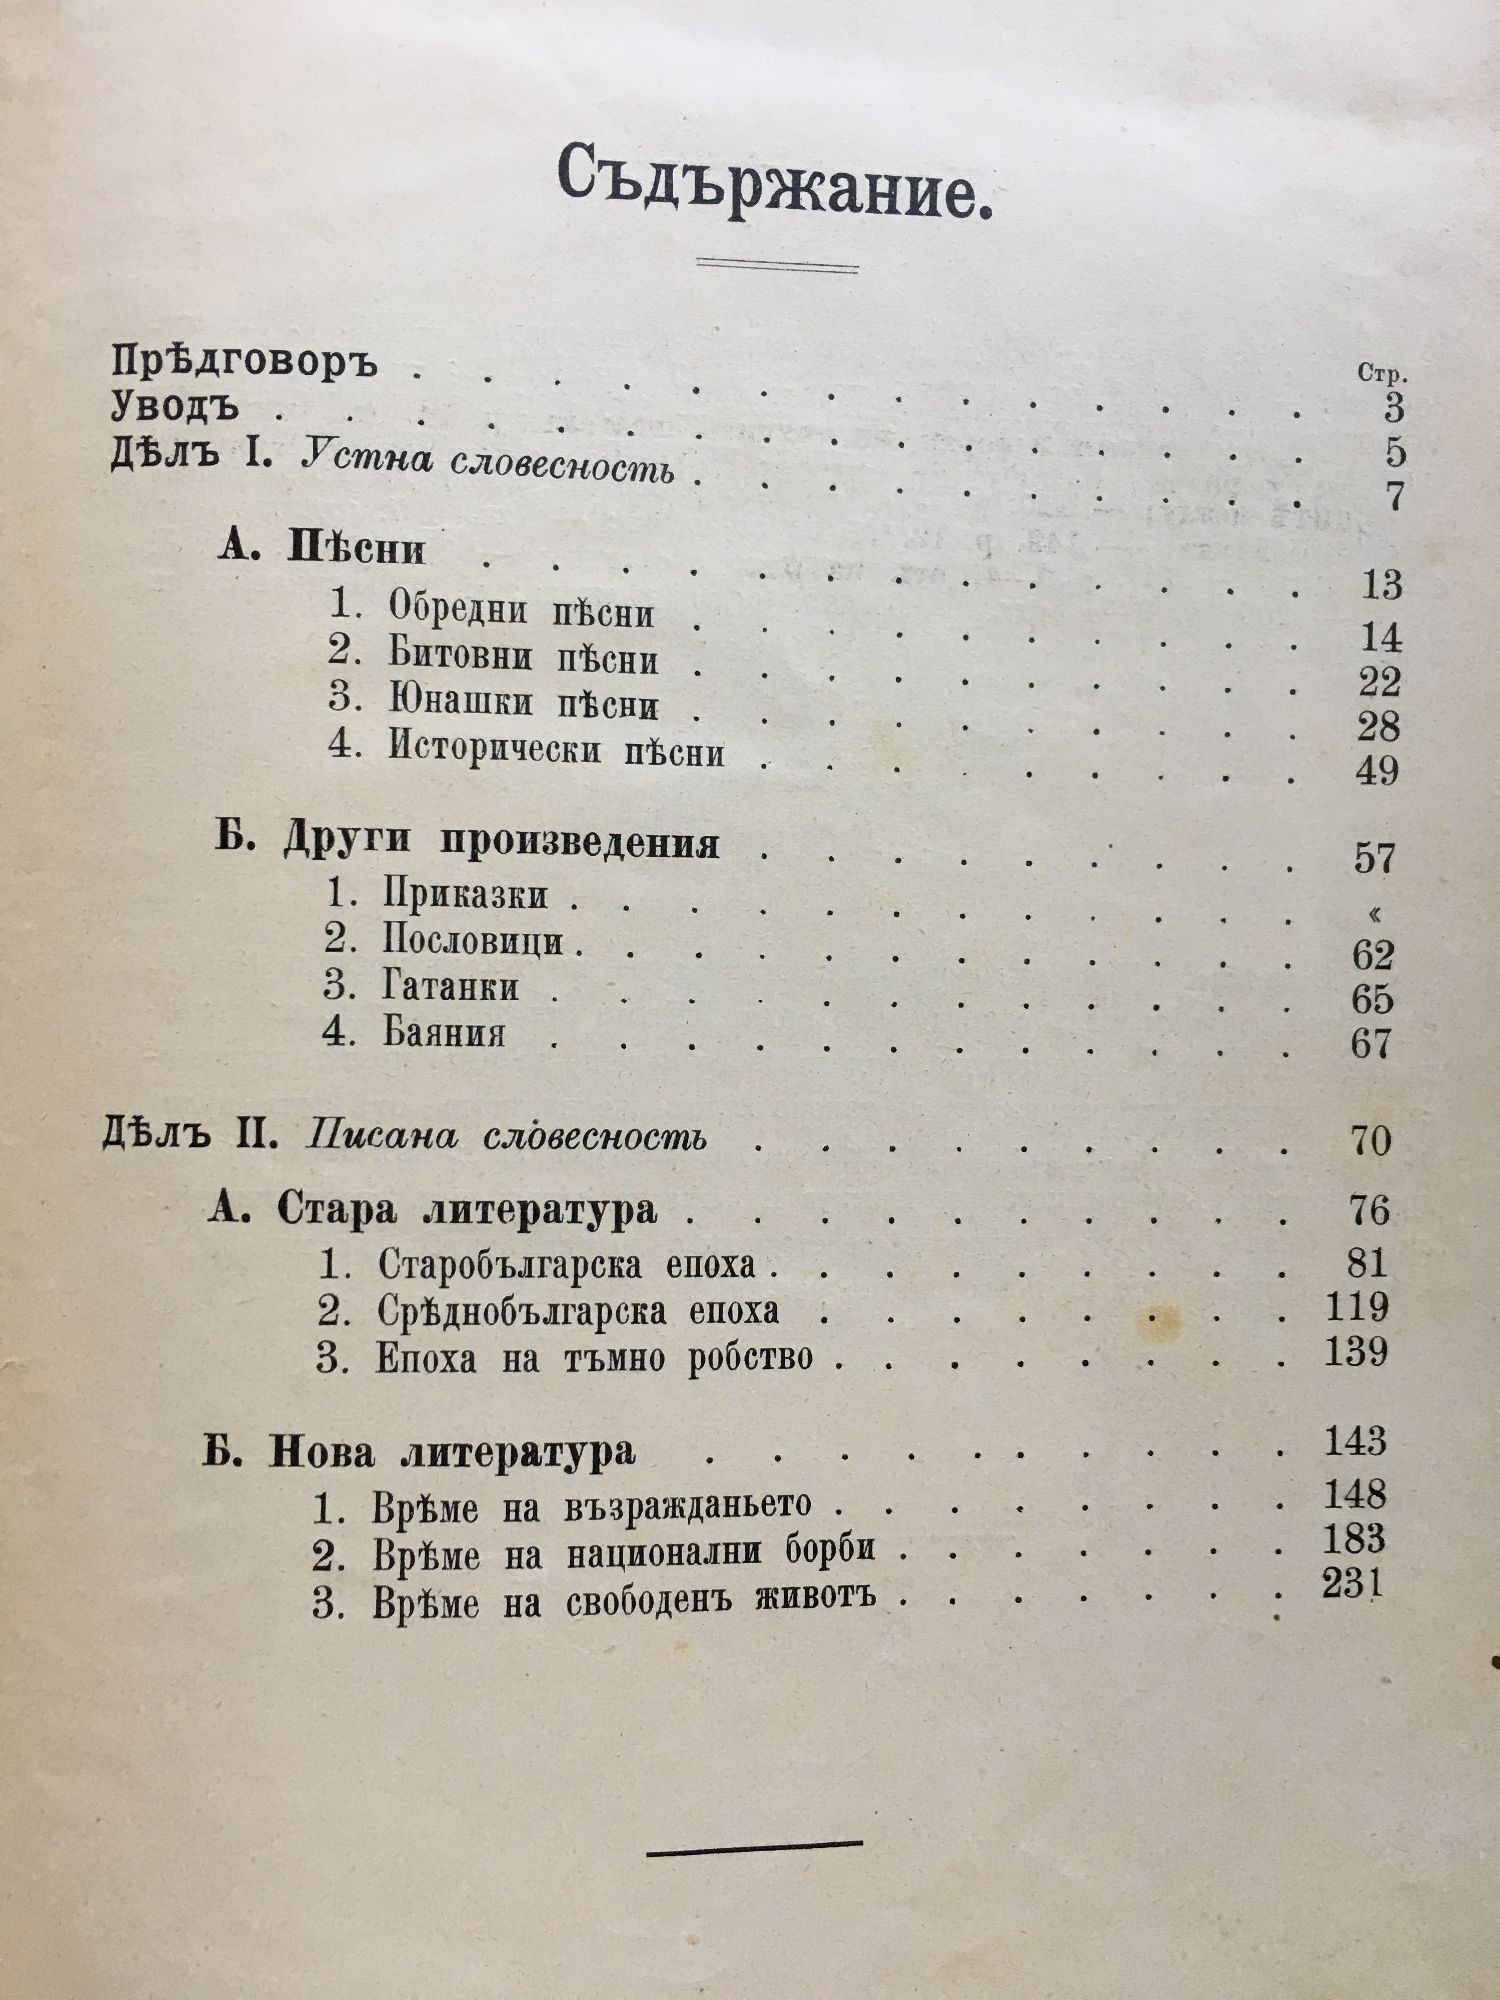 Съдържание.
Стр.
Прѣдговоръ . . . . . . . . . . . . . . 3
Уводъ . . . . . . . . . . . . . . . . 5
Дѣлъ I. Устна словесность . . . . . . . . . . 7
А. Пѣсни . . . . . . . . . . . . . 13
1. Обредни пѣсни . . . . . . . . . . 14
2. Битовни пѣсни . . . . . . . . . . 22
3. Юнашки пѣсни . . . . . . . . . . 28
4. Исторически пѣсни . . . . . . . . . 49
Б. Други произведения . . . . . . . . . 57
1. Приказки . . . . . . . . . . . . «
2. Пословици . . . . . . . . . . . . 62
3. Гатанки . . . . . . . . . . . . 65
4. Баяния . . . . . . . . . . . . 67
Дѣлъ II. Писана словесность . . . . . . . . . 70
А. Стара литература . . . . . . . . . . 76
1. Старобългарска епоха . . . . . . . . . 81
2. Срѣднобългарска епоха . . . . . . . . 119
3. Епоха на тъмно робство . . . . . . . . 139
Б. Нова литература . . . . . . . . . . 143
1. Врѣме на възражданьето . . . . . . . . 148
2. Врѣме на национални борби . . . . . . . 183
3. Врѣме на свободенъ животъ . . . . . . . 231